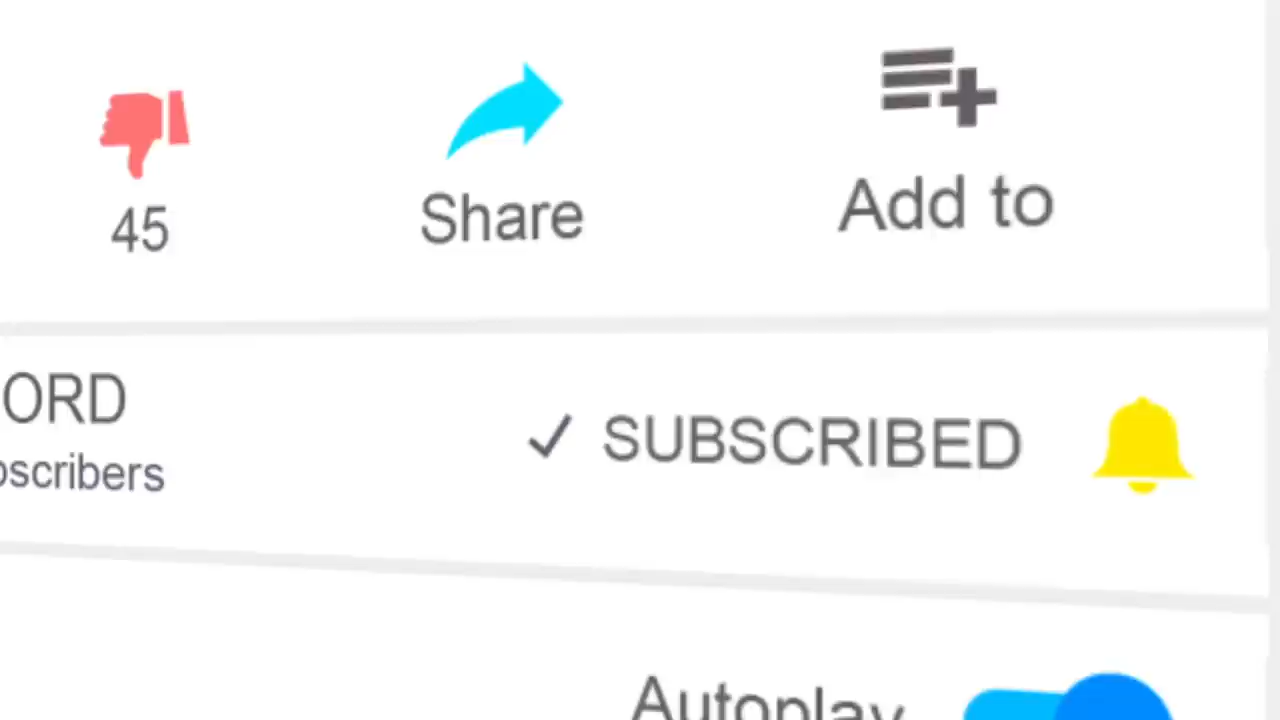 45
Share
Add to
ORD
✓ SUBSCRIBED
bscribers
Autoplay